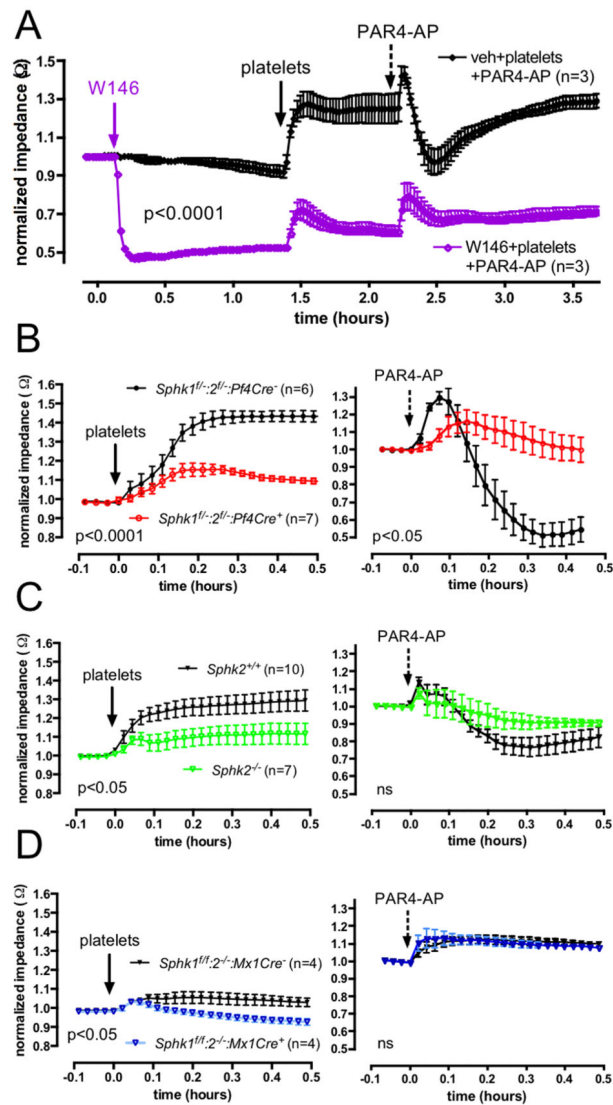 A
normalized impedance (Ω)
1.5
1.3
1.1
0.9
0.7
0.5
W146
platelets
PAR4-AP
veh+platelets
+PAR4-AP (n=3)
p<0.0001
W146+platelets
+PAR4-AP (n=3)
0.0 0.5 1.0 1.5 2.0 2.5 3.0 3.5
time (hours)
B
normalized impedance (Ω)
1.6
1.5
1.4
1.3
1.2
1.1
1.0
0.9
0.8
Sphk1f/-:2f/-:Pf4Cre- (n=6)
platelets
Sphk1f/-:2f/-:Pf4Cre+ (n=7)
p<0.0001
-0.1 0.0 0.1 0.2 0.3 0.4 0.5
time (hours)
PAR4-AP
1.3
1.2
1.1
1.0
0.9
0.8
0.7
0.6
0.5
p<0.05
-0.1 0.0 0.1 0.2 0.3 0.4 0.5
time (hours)
C
normalized impedance (Ω)
1.6
1.5
1.4
1.3
1.2
1.1
1.0
0.9
0.8
platelets
Sphk2+/+ (n=10)
Sphk2-/- (n=7)
p<0.05
-0.1 0.0 0.1 0.2 0.3 0.4 0.5
time (hours)
PAR4-AP
1.3
1.2
1.1
1.0
0.9
0.8
0.7
0.6
0.5
ns
-0.1 0.0 0.1 0.2 0.3 0.4 0.5
time (hours)
D
normalized impedance (Ω)
1.6
1.5
1.4
1.3
1.2
1.1
1.0
0.9
0.8
platelets
Sphk1f/f:2-/-:Mx1Cre- (n=4)
p<0.05
Sphk1f/f:2-/-:Mx1Cre+ (n=4)
-0.1 0.0 0.1 0.2 0.3 0.4 0.5
time (hours)
PAR4-AP
1.3
1.2
1.1
1.0
0.9
0.8
0.7
0.6
0.5
ns
-0.1 0.0 0.1 0.2 0.3 0.4 0.5
time (hours)